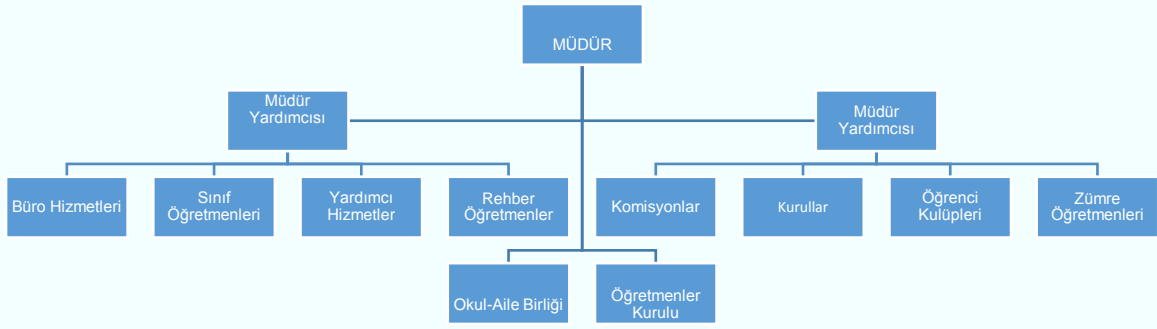 MÜDÜR
Müdür
Yardımcısı
Müdür
Yardımcısı
Büro Hizmetleri
Sınıf
Öğretmenleri
Yardımcı
Hizmetler
Rehber
Öğretmenler
Komisyonlar
Kurullar
Öğrenci
Kulüpleri
Zümre
Öğretmenleri
Okul-Aile Birliği
Öğretmenler
Kurulu